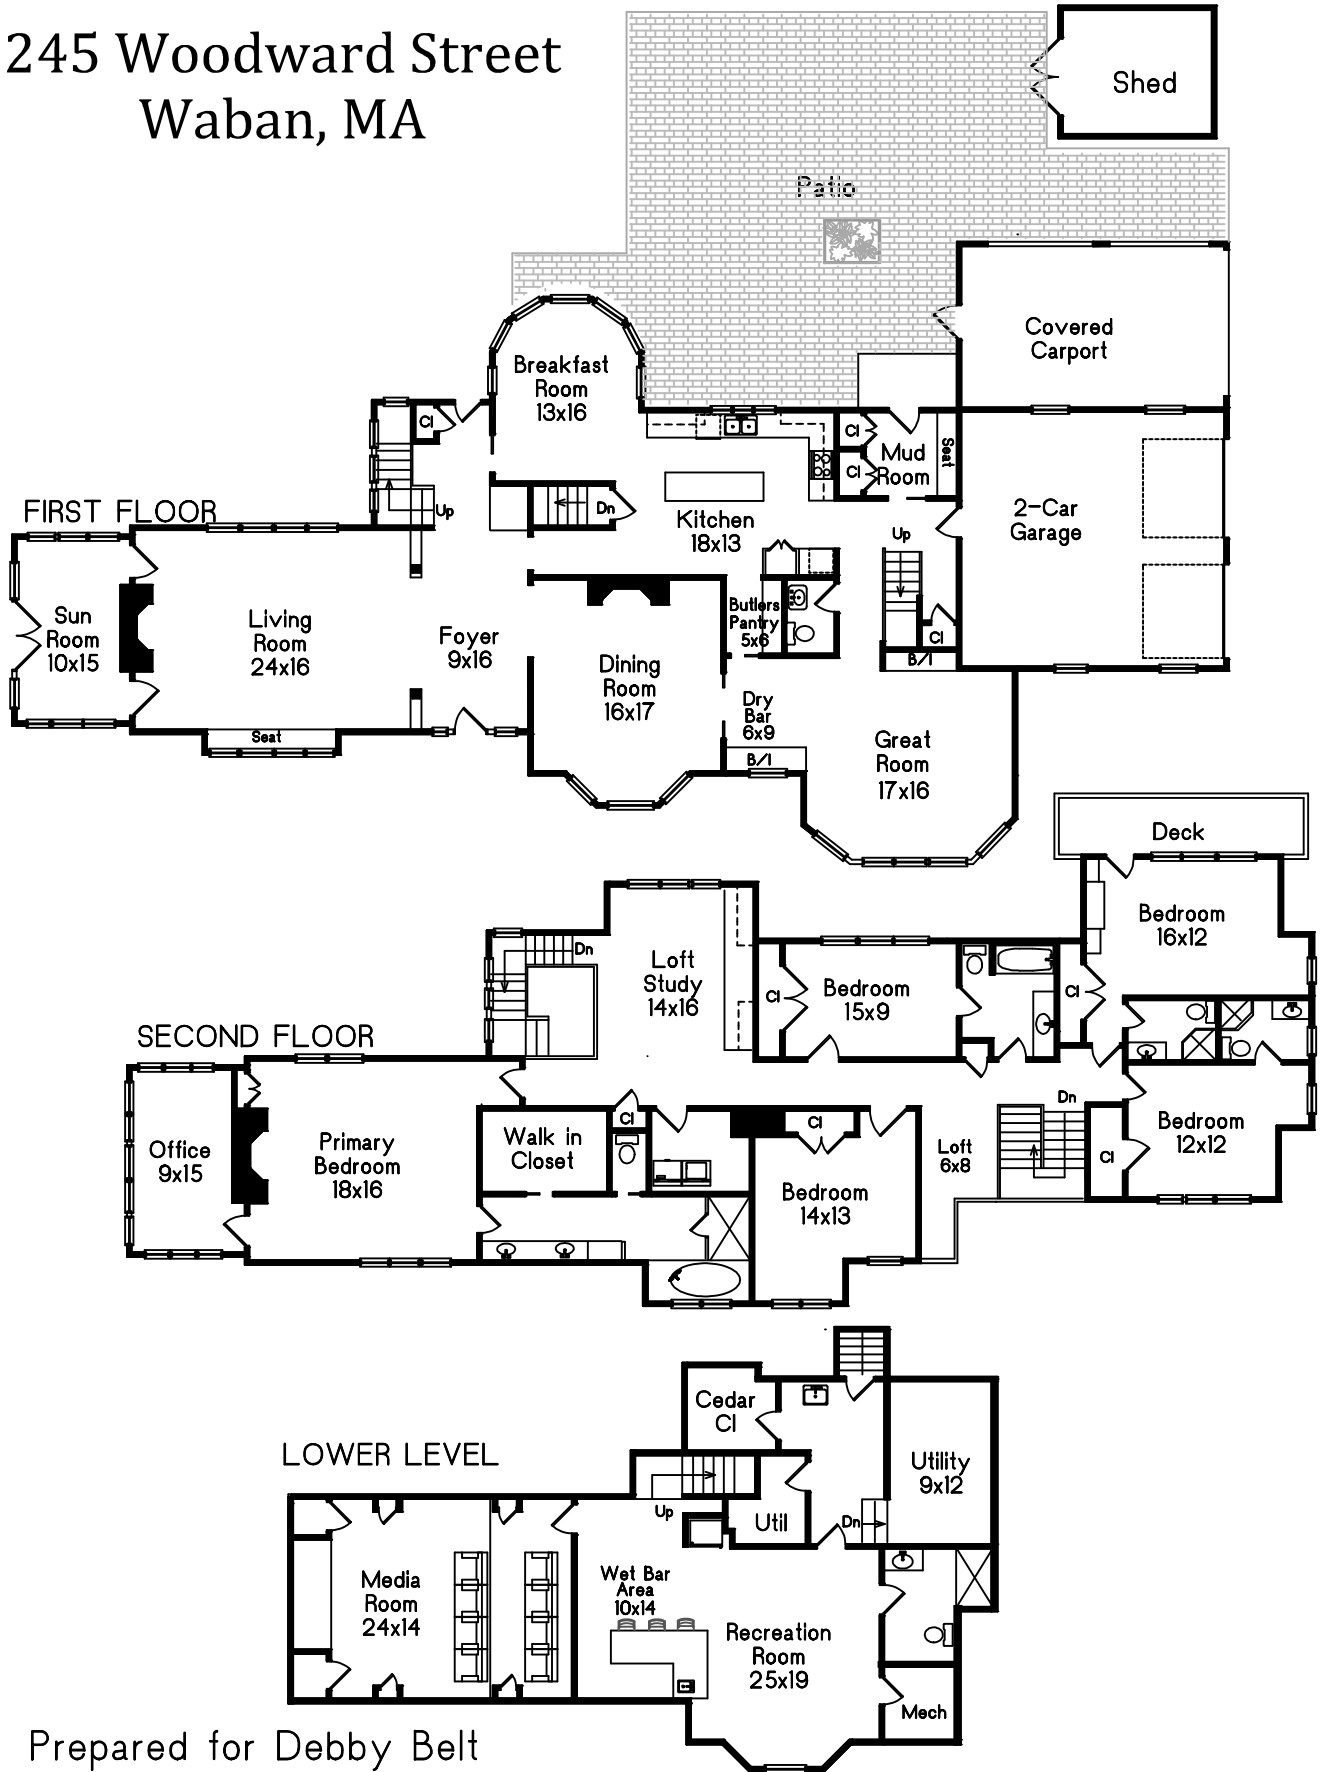 245 Woodward Street
Waban, MA
Shed
Patio
Covered
Carport
Breakfast
Room
13x16
Cl
Cl
Cl
Mud
Room
Seat
2-Car
Garage
FIRST FLOOR
Up
Dn
Kitchen
18x13
Up
Sun
Room
10x15
Living
Room
24x16
Foyer
9x16
Dining
Room
16x17
Butlers
Pantry
5x6
Cl
B/I
Seat
Dry
Bar
6x9
B/I
Great
Room
17x16
Deck
Bedroom
16x12
Dn
Loft
Study
14x16
Cl
Bedroom
15x9
Cl
SECOND FLOOR
Dn
Office
9x15
Primary
Bedroom
18x16
Walk in
Closet
Cl
Cl
Loft
6x8
Cl
Bedroom
12x12
Bedroom
14x13
Cedar
Cl
LOWER LEVEL
Utility
9x12
Up
Util
Dn
Media
Room
24x14
Wet Bar
Area
10x14
Recreation
Room
25x19
Mech
Prepared for Debby Belt